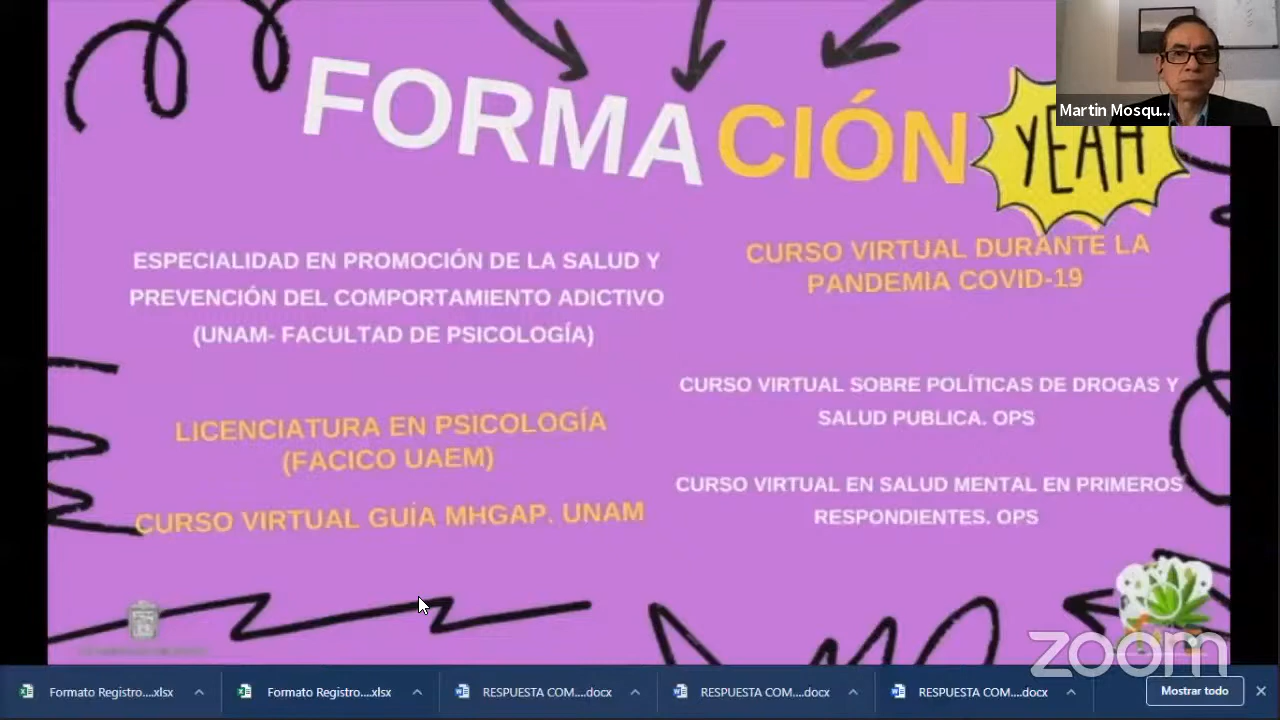 FORMACIÓN
YEAH
Martin Mosqu...
ESPECIALIDAD EN PROMOCIÓN DE LA SALUD Y
PREVENCIÓN DEL COMPORTAMIENTO ADICTIVO
(UNAM- FACULTAD DE PSICOLOGÍA)
LICENCIATURA EN PSICOLOGÍA
(FACICO UAEM)
CURSO VIRTUAL GUÍA MHGAP. UNAM
CURSO VIRTUAL DURANTE LA
PANDEMIA COVID-19
CURSO VIRTUAL SOBRE POLÍTICAS DE DROGAS Y
SALUD PUBLICA. OPS
CURSO VIRTUAL EN SALUD MENTAL EN PRIMEROS
RESPONDIENTES. OPS
zoom
Formato Registro....xlsx
Formato Registro....xlsx
RESPUESTA COM....docx
RESPUESTA COM....docx
RESPUESTA COM....docx
Mostrar todo